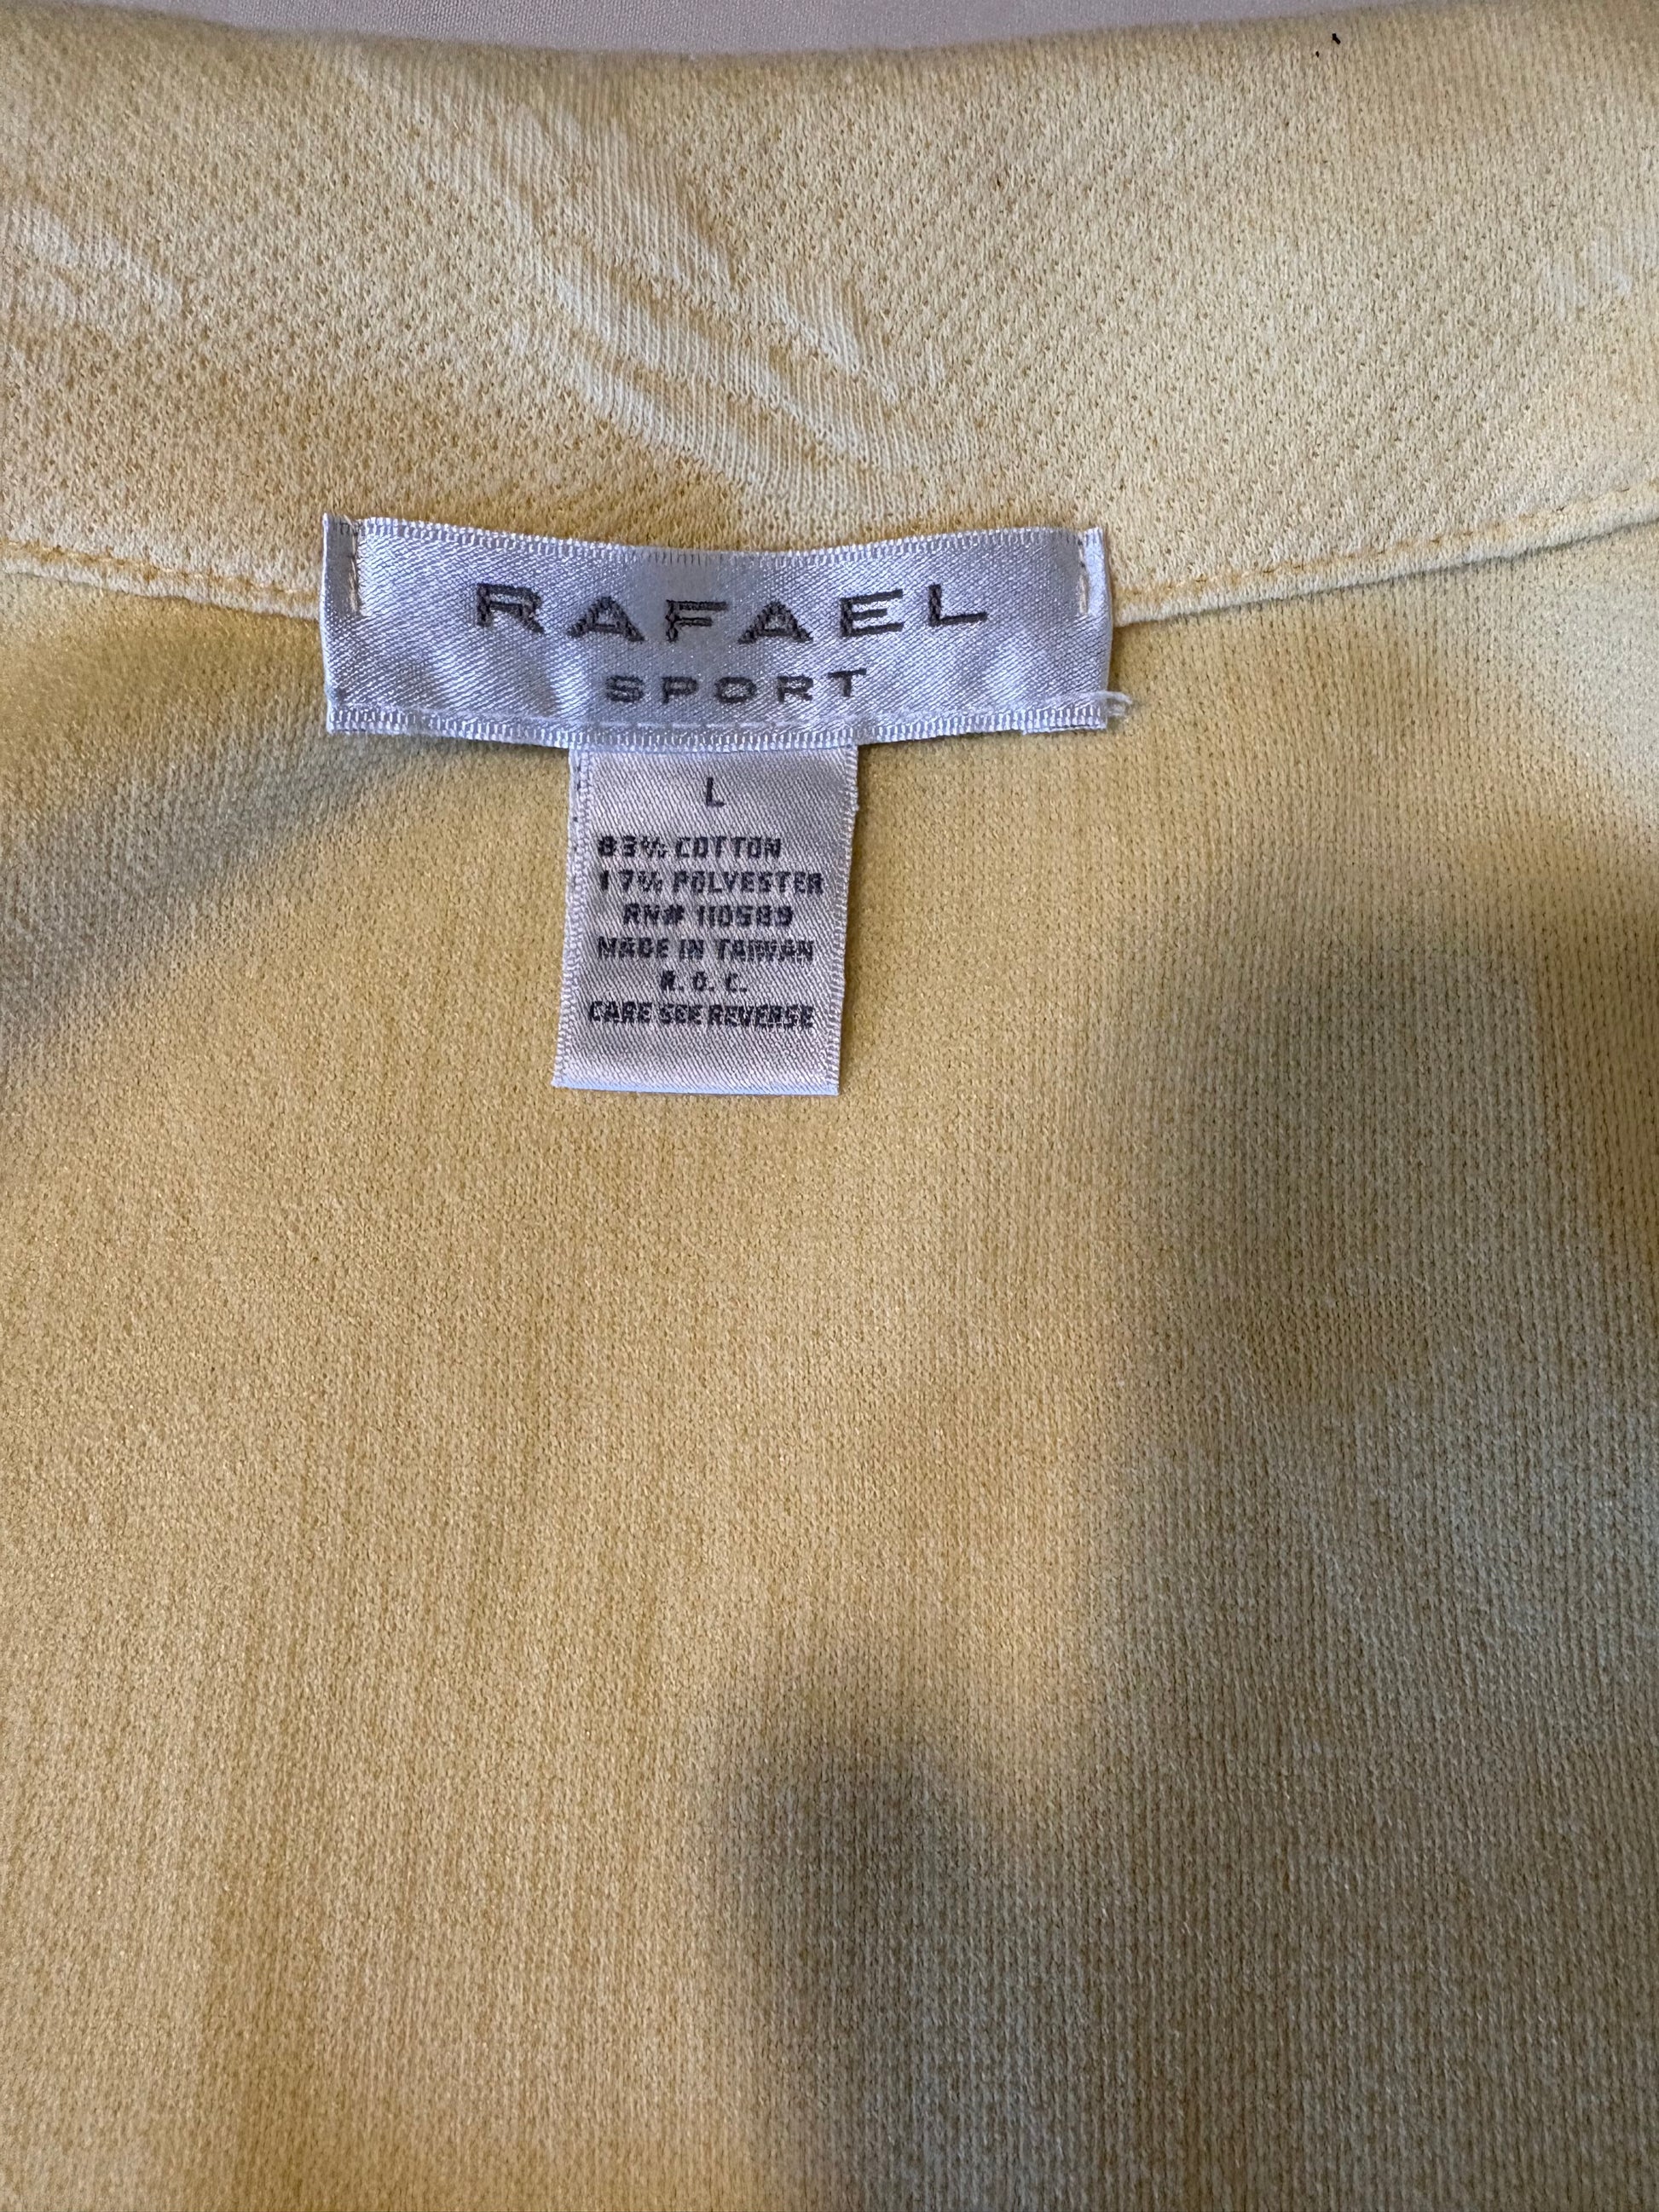 RAFAEL
SPORT
L
83% COTTON
17% POLYESTER
RN# 110589
MADE IN TAIWAN
R. O. C.
CARE SEE REVERSE